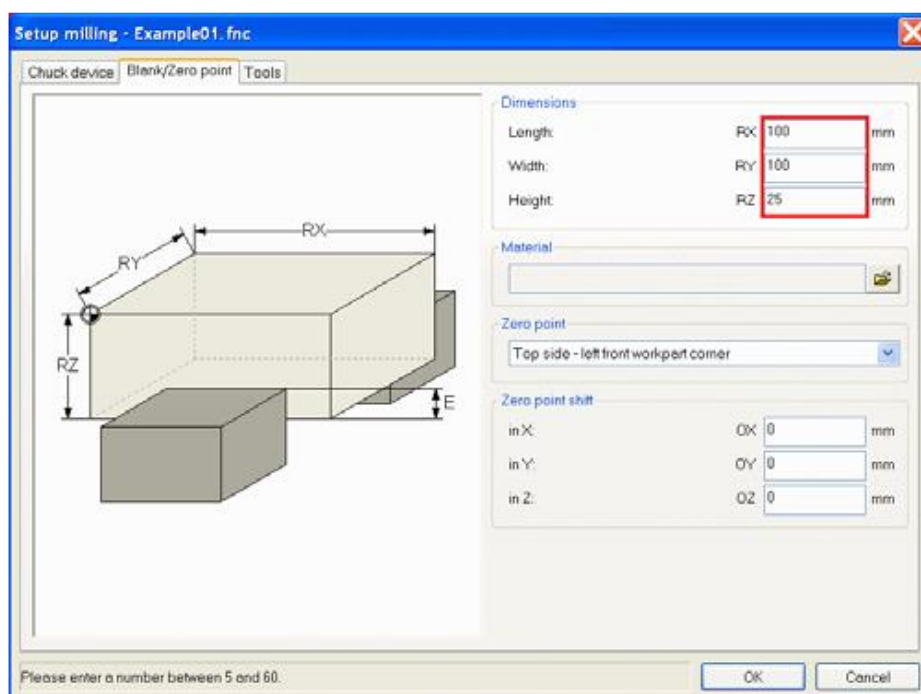 Setup milling - Example01.fnc
Chuck device Blank/Zero point Tools
Dimensions
Length: RX 100 mm
Width: RY 100 mm
Height: RZ 25 mm
Material
Zero point
Top side - left front workpart corner
Zero point shift
in X: OX 0 mm
in Y: OY 0 mm
in Z: OZ 0 mm
RX
RY
RZ
E
Please enter a number between 5 and 60.
OK Cancel